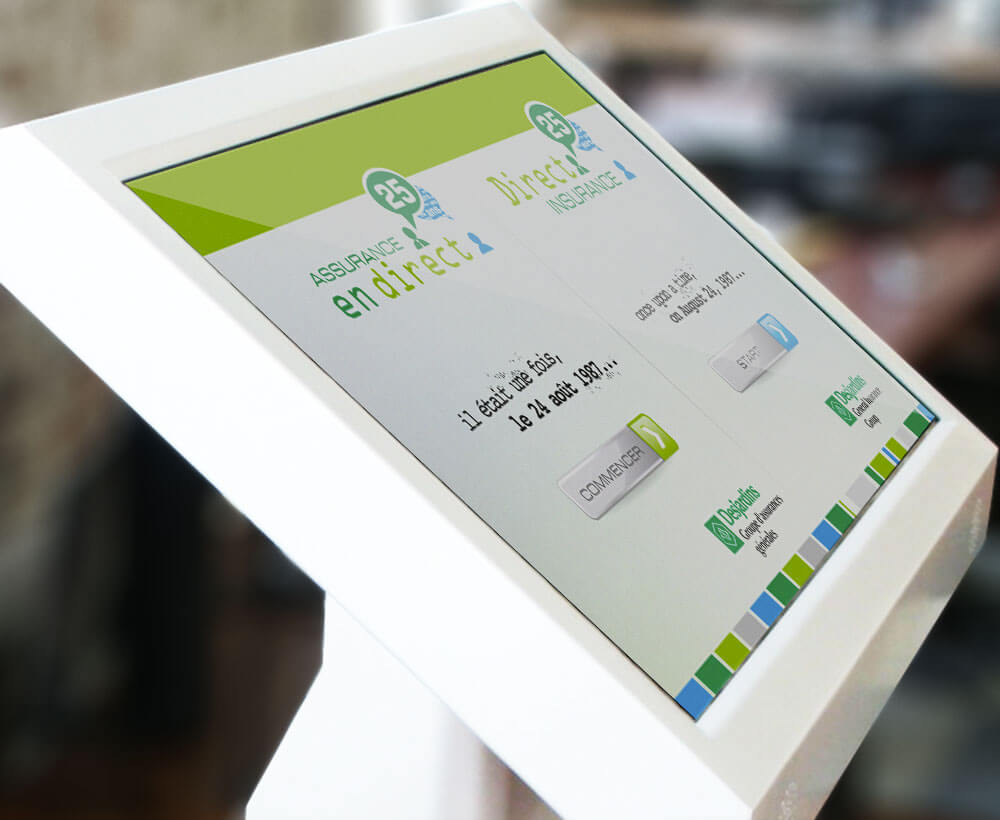 25
ans
ASSURANCE
en direct
il était une fois,
le 24 août 1987...
COMMENCER
Desjardins
Groupe d'assurances
générales
25
Direct
INSURANCE
once upon a time,
on August 24, 1987...
START
Desjardins
General Insurance
Group